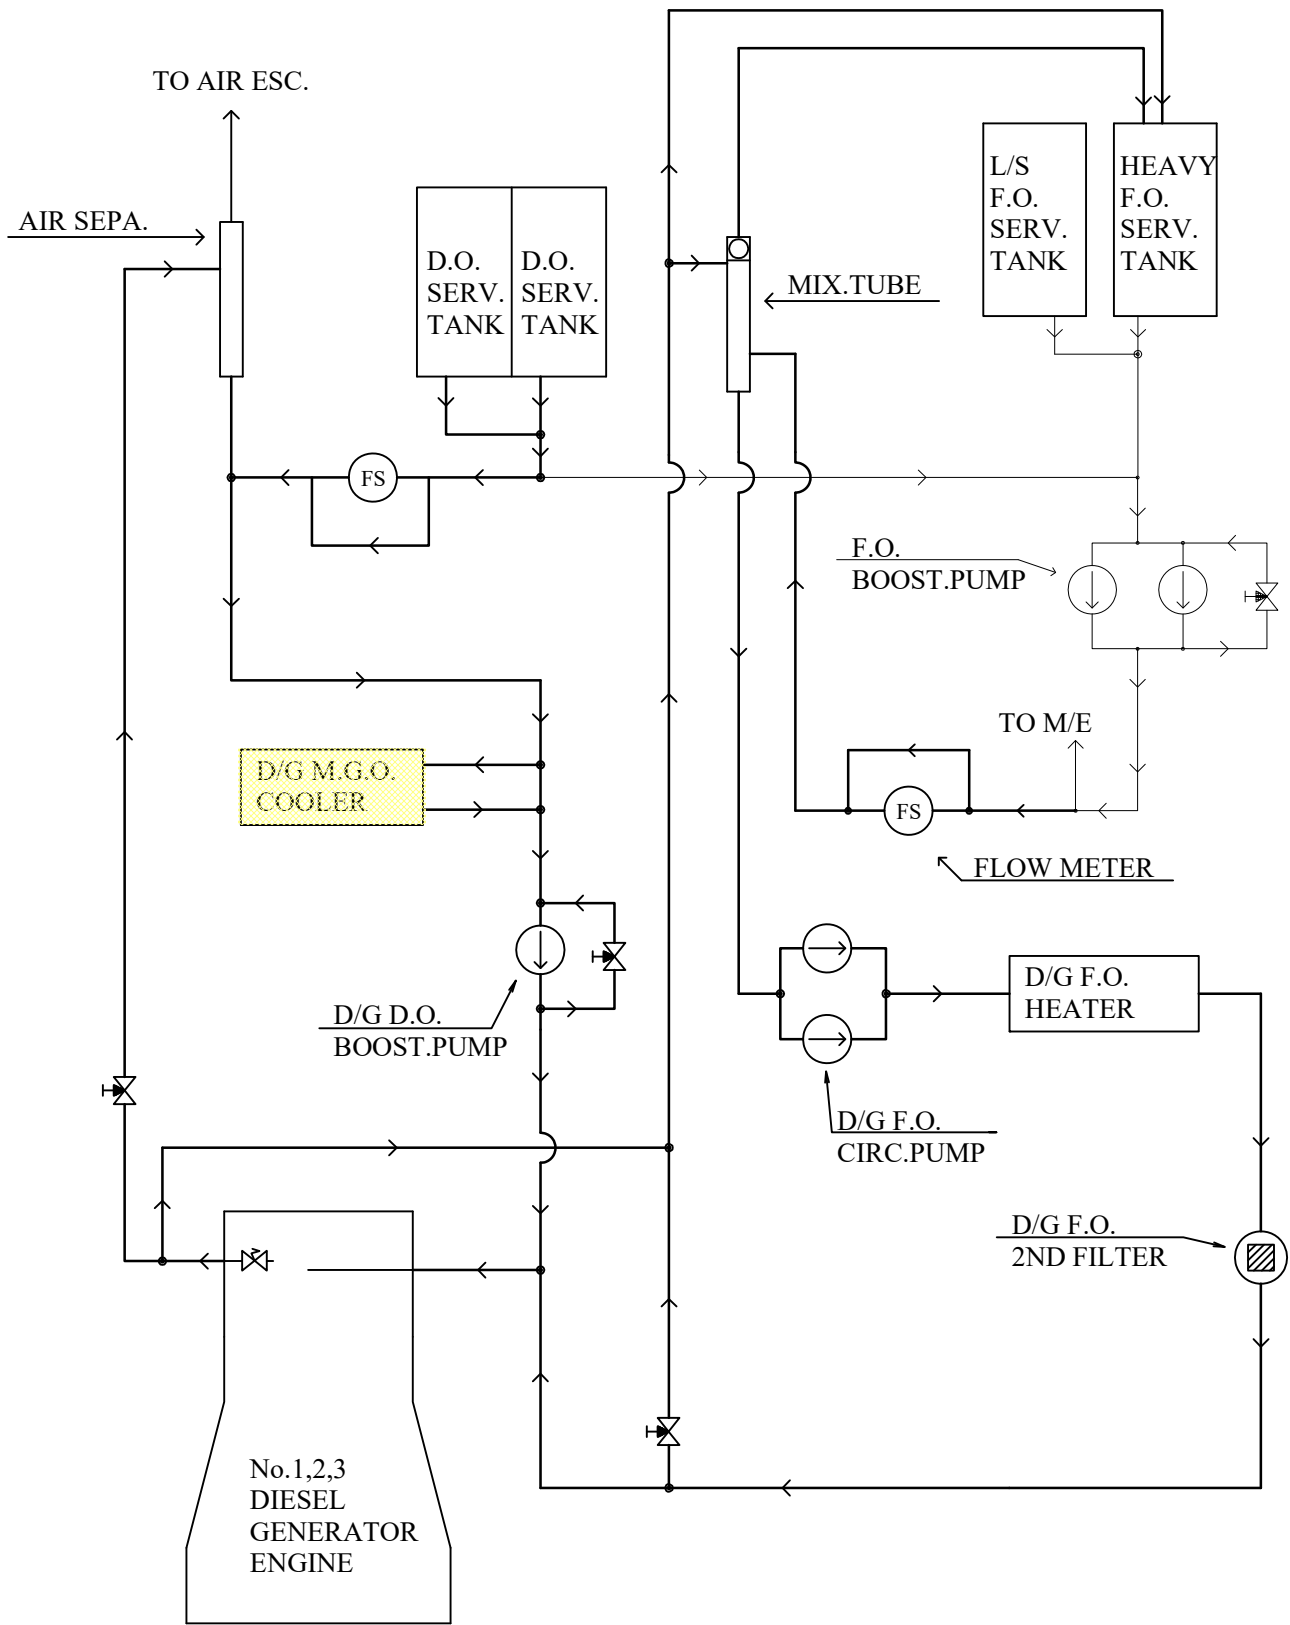 TO AIR ESC.
AIR SEPA.
D.O.
SERV.
TANK
D.O.
SERV.
TANK
L/S
F.O.
SERV.
TANK
HEAVY
F.O.
SERV.
TANK
MIX.TUBE
FS
F.O.
BOOST.PUMP
TO M/E
D/G M.G.O.
COOLER
FS
FLOW METER
D/G D.O.
BOOST.PUMP
D/G F.O.
HEATER
D/G F.O.
CIRC.PUMP
D/G F.O.
2ND FILTER
No.1,2,3
DIESEL
GENERATOR
ENGINE